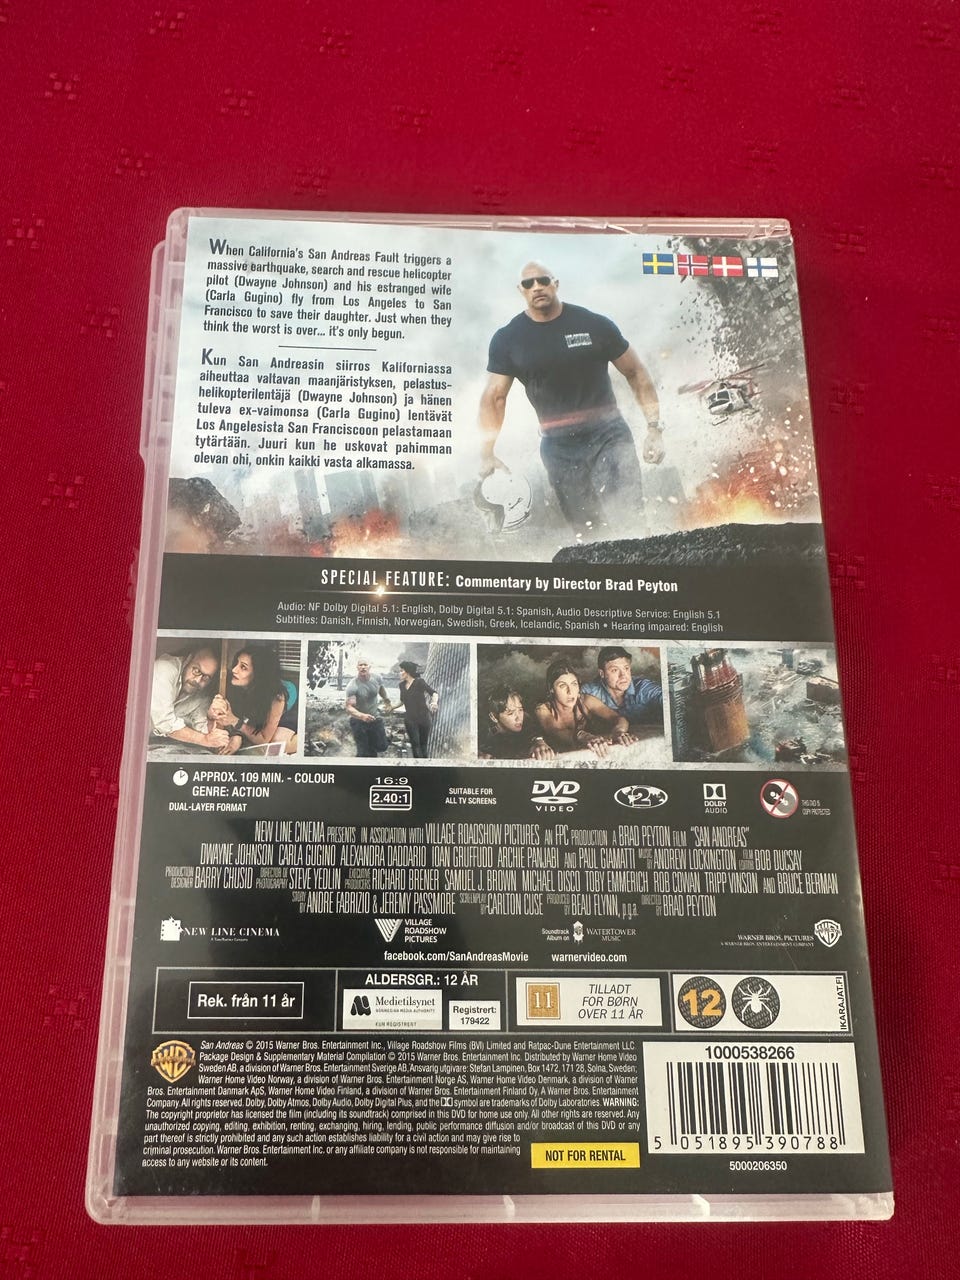 When California's San Andreas Fault triggers a
massive earthquake, search and rescue helicopter
pilot (Dwayne Johnson) and his estranged wife
(Carla Gugino) fly from Los Angeles to San
Francisco to save their daughter. Just when they
think the worst is over... it's only begun.
Kun San Andreasin siirros Kaliforniassa
aiheuttaa valtavan maanjäristyksen, pelastus-
helikopterilentäjä (Dwayne Johnson) ja hänen
tuleva ex-vaimonsa (Carla Gugino) lentävät
Los Angelesista San Franciscoon pelastamaan
tytärtään. Juuri kun he uskovat pahimman
olevan ohi, onkin kaikki vasta alkamassa.
SPECIAL FEATURE: Commentary by Director Brad Peyton
Audio: NF Dolby Digital 5.1: English, Dolby Digital 5.1: Spanish, Audio Descriptive Service: English 5.1
Subtitles: Danish, Finnish, Norwegian, Swedish, Greek, Icelandic, Spanish • Hearing impaired: English
APPROX. 109 MIN. - COLOUR
GENRE: ACTION
DUAL-LAYER FORMAT
16:9
2.40:1
SUITABLE FOR
ALL TV SCREENS
DVD
VIDEO
2
DOLBY
AUDIO
THIS DVD IS
COPY PROTECTED
NEW LINE CINEMA PRESENTS IN ASSOCIATION WITH VILLAGE ROADSHOW PICTURES AN FPC PRODUCTION A BRAD PEYTON FILM "SAN ANDREAS"
DWAYNE JOHNSON CARLA GUGINO ALEXANDRA DADDARIO IOAN GRUFFUDD ARCHIE PANJABI AND PAUL GIAMATTI MUSIC BY ANDREW LOCKINGTON FILM EDITORS BOB DUCSAY
PRODUCTION DESIGNER BARRY CHUSID DIRECTOR OF PHOTOGRAPHY STEVE YEDLIN EXECUTIVE PRODUCERS RICHARD BRENER SAMUEL J. BROWN MICHAEL DISCO TOBY EMMERICH ROB COWAN TRIPP VINSON AND BRUCE BERMAN
STORY BY ANDRE FABRIZIO & JEREMY PASSMORE SCREENPLAY BY CARLTON CUSE PRODUCED BY BEAU FLYNN, p.g.a. DIRECTED BY BRAD PEYTON
NEW LINE CINEMA
A TimeWarner Company
VILLAGE
ROADSHOW
PICTURES
Soundtrack
Album on
WATERTOWER
MUSIC
WARNER BROS. PICTURES
A WARNER BROS. ENTERTAINMENT COMPANY
facebook.com/SanAndreasMovie warnervideo.com
Rek. från 11 år
ALDERSGR.: 12 ÅR
Medietilsynet
NORWEGIAN MEDIA AUTHORITY
KUN REGISTRERT
Registrert:
179422
11
TILLADT
FOR BØRN
OVER 11 ÅR
12
IKARAJAT.FI
San Andreas © 2015 Warner Bros. Entertainment Inc., Village Roadshow Films (BVI) Limited and Ratpac-Dune Entertainment LLC.
Package Design & Supplementary Material Compilation © 2015 Warner Bros. Entertainment Inc. Distributed by Warner Home Video
Sweden AB, a division of Warner Bros. Entertainment Sverige AB, Ansvarig utgivare: Stefan Lampinen, Box 1472, 171 28, Solna, Sweden;
Warner Home Video Norway, a division of Warner Bros. Entertainment Norge AS, Warner Home Video Denmark, a division of Warner
Bros. Entertainment Danmark ApS, Warner Home Video Finland, a division of Warner Bros. Entertainment Finland Oy, A Warner Bros. Entertainment
Company. All rights reserved. Dolby, Dolby Atmos, Dolby Audio, Dolby Digital Plus, and the symbol are trademarks of Dolby Laboratories. WARNING:
The copyright proprietor has licensed the film (including its soundtrack) comprised in this DVD for home use only. All other rights are reserved. Any
unauthorized copying, editing, exhibition, renting, exchanging, hiring, lending, public performance diffusion and/or broadcast of this DVD or any
part thereof is strictly prohibited and any such action establishes liability for a civil action and may give rise to
criminal prosecution. Warner Bros. Entertainment Inc. or any affiliate company is not responsible for maintaining
access to any website or its content.
NOT FOR RENTAL
1000538266
5 051895 390788
5000206350